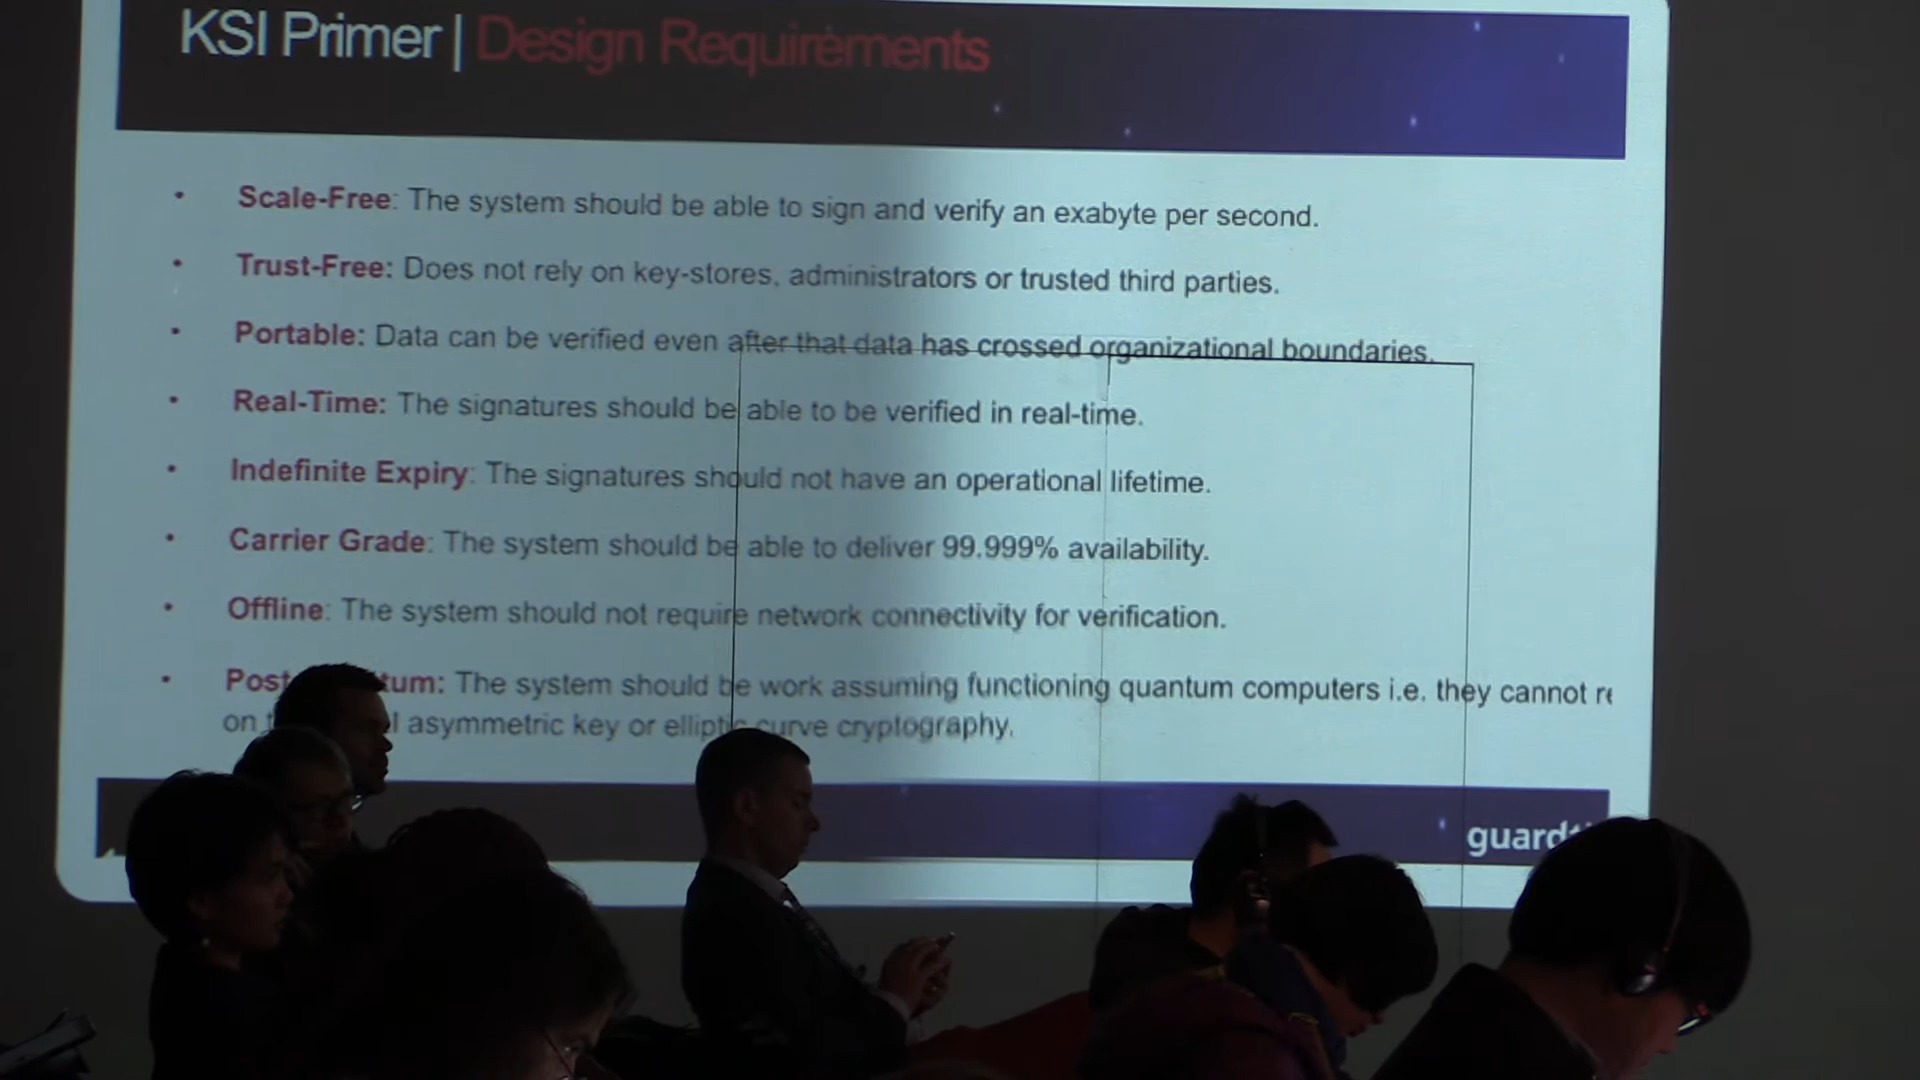 KSI Primer | Design Requirements
• Scale-Free: The system should be able to sign and verify an exabyte per second.
• Trust-Free: Does not rely on key-stores, administrators or trusted third parties.
• Portable: Data can be verified even after that data has crossed organizational boundaries.
• Real-Time: The signatures should be able to be verified in real-time.
• Indefinite Expiry: The signatures should not have an operational lifetime.
• Carrier Grade: The system should be able to deliver 99.999% availability.
• Offline: The system should not require network connectivity for verification.
• The system should be work assuming functioning quantum computers i.e. they cannot
on asymmetric key or elliptic curve cryptography.